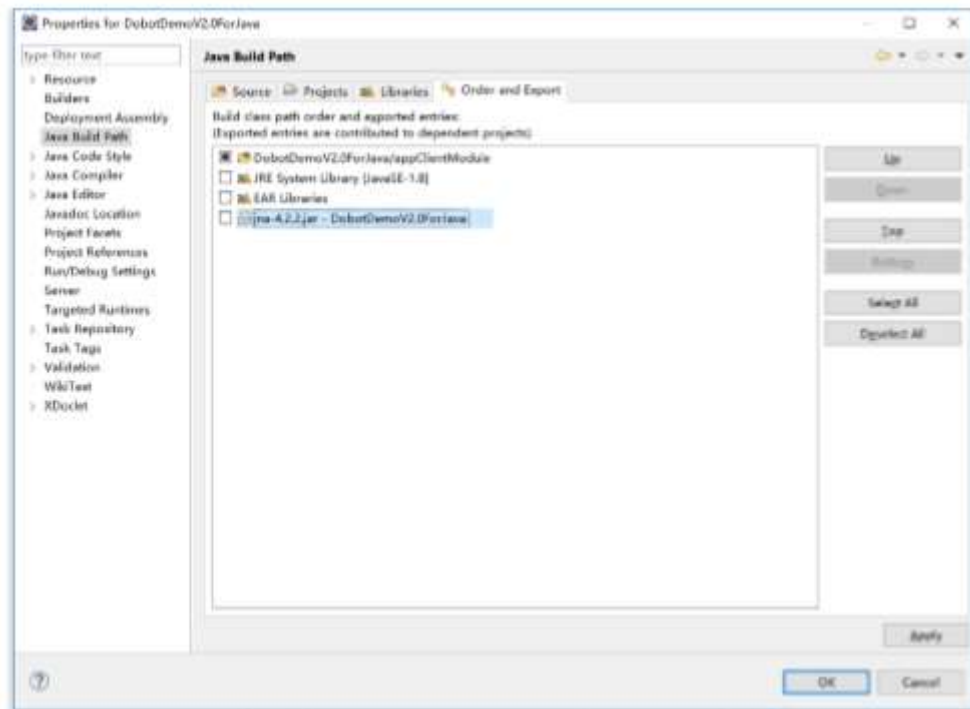 Properties for DobotDemoV2.0ForJava
type filter text
Resource
Builders
Deployment Assembly
Java Build Path
Java Code Style
Java Compiler
Java Editor
Javadoc Location
Project Facets
Project References
Run/Debug Settings
Server
Targeted Runtimes
Task Repository
Task Tags
Validation
WikiText
XDoclet
Java Build Path
Source Projects Libraries Order and Export
Build class path order and exported entries:
(Exported entries are contributed to dependent projects)
DobotDemoV2.0ForJava/appClientModule
JRE System Library [JavaSE-1.8]
EAR Libraries
jna-4.2.2.jar - DobotDemoV2.0ForJava
Up
Down
Top
Bottom
Select All
Deselect All
Apply
OK Cancel